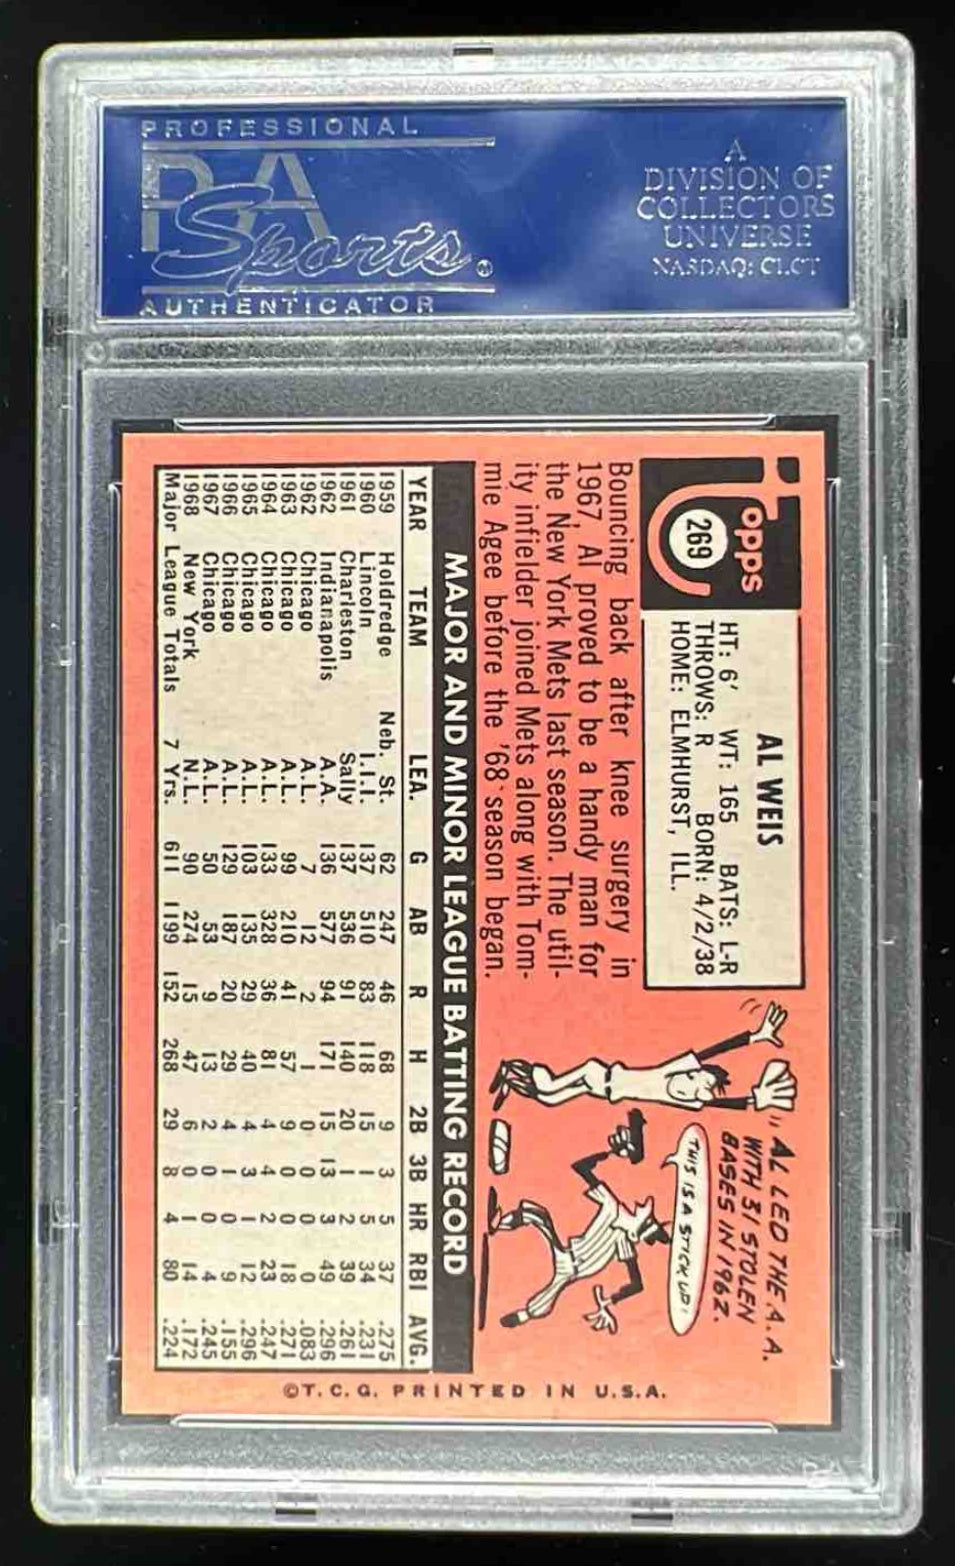 PROFESSIONAL
PSA
Sports
AUTHENTICATOR
A
DIVISION OF
COLLECTORS
UNIVERSE
NASDAQ: CLCT
Topps
269
AL WEIS
HT: 6' WT: 165 BATS: L-R
THROWS: R BORN: 4/2/38
HOME: ELMHURST, ILL.
Bouncing back after knee surgery in
1967, Al proved to be a handy man for
the New York Mets last season. The util-
ity infielder joined Mets along with Tom-
mie Agee before the '68 season began.
AL LED THE A.A.
WITH 31 STOLEN
BASES IN 1962.
THIS IS A STICK UP!
MAJOR AND MINOR LEAGUE BATTING RECORD
YEAR TEAM LEA. G AB R H 2B 3B HR RBI AVG.
1959 Holdredge Neb. St. 62 247 46 68 9 3 5 37 .275
1960 Lincoln I.I.I. 137 510 83 118 15 1 5 34 .231
1961 Charleston Sally 137 536 91 140 20 1 2 39 .261
1962 Indianapolis A.A. 136 577 94 171 15 13 3 49 .296
1962 Chicago A.L. 7 12 2 1 0 0 0 0 .083
1963 Chicago A.L. 99 210 41 57 9 0 0 18 .271
1964 Chicago A.L. 133 328 36 81 4 4 2 23 .247
1965 Chicago A.L. 103 135 29 40 4 3 1 12 .296
1966 Chicago A.L. 129 187 20 29 4 1 0 9 .155
1967 Chicago A.L. 50 53 9 13 2 0 0 4 .245
1968 New York N.L. 90 274 15 47 6 0 1 14 .172
Major League Totals 7 Yrs. 611 1199 152 268 29 8 4 80 .224
©T.C.G. PRINTED IN U.S.A.